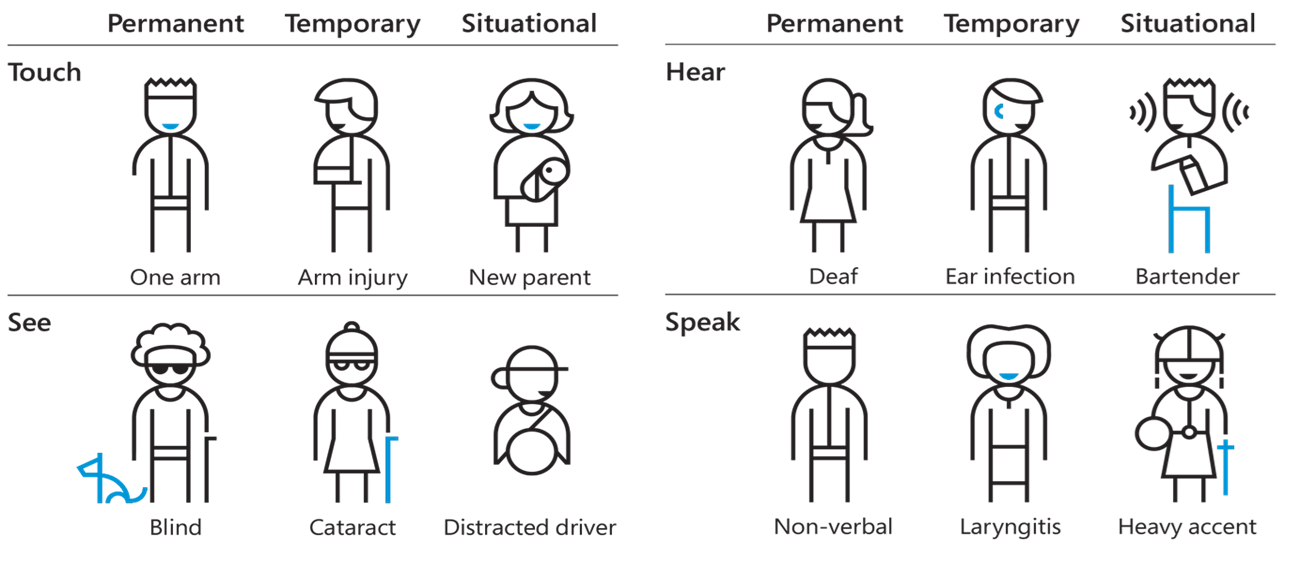 Permanent Temporary Situational
Touch
One arm Arm injury New parent
See
Blind Cataract Distracted driver
Permanent Temporary Situational
Hear
Deaf Ear infection Bartender
Speak
Non-verbal Laryngitis Heavy accent